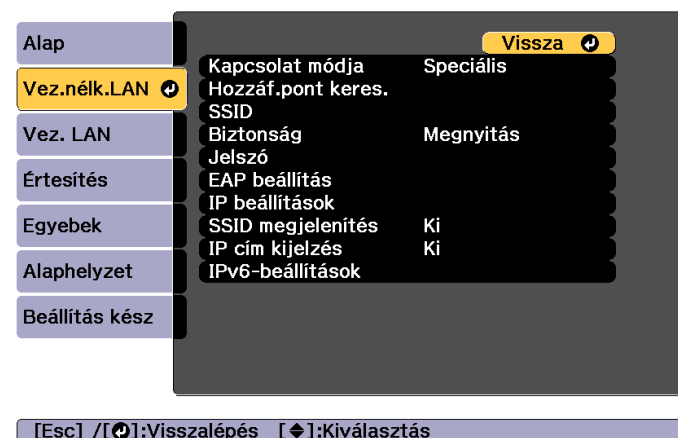 Alap
Vez.nélk.LAN
Vez. LAN
Értesítés
Egyebek
Alaphelyzet
Beállítás kész
Vissza
Kapcsolat módja Speciális
Hozzáf.pont keres.
SSID
Biztonság Megnyitás
Jelszó
EAP beállítás
IP beállítások
SSID megjelenítés Ki
IP cím kijelzés Ki
IPv6-beállítások
[Esc] /[⏎]:Visszalépés [◆]:Kiválasztás